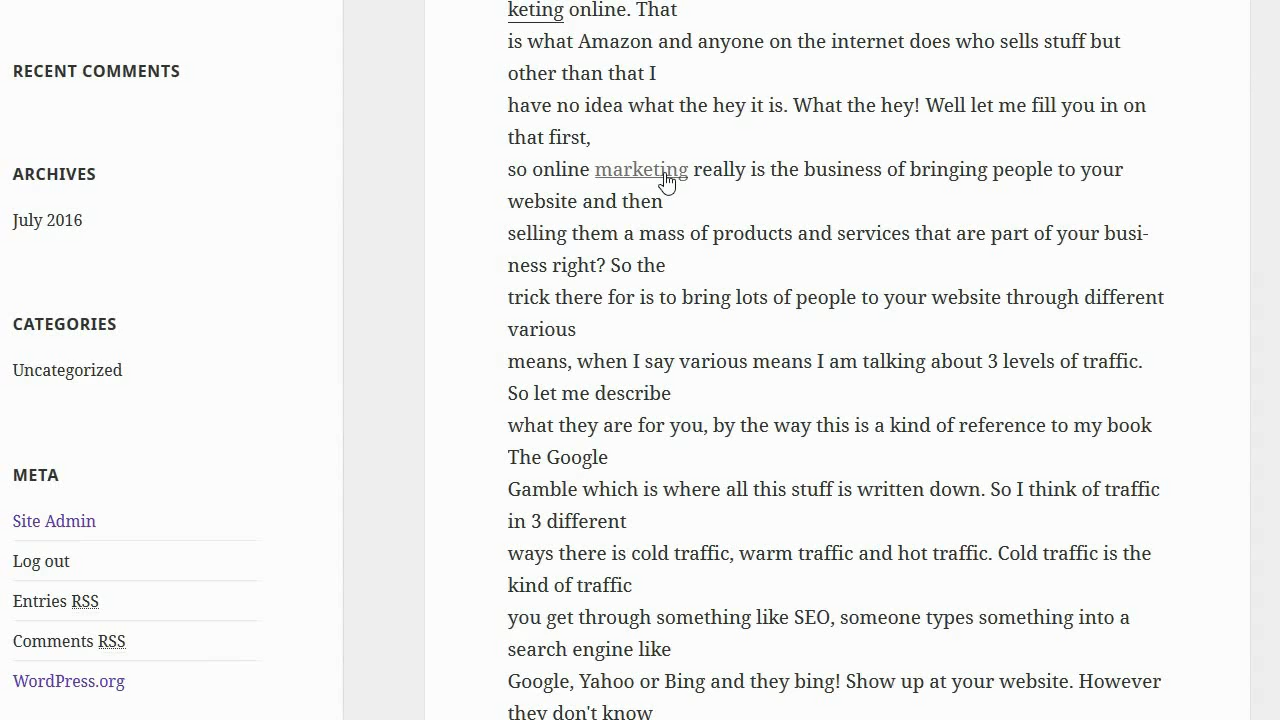 RECENT COMMENTS
ARCHIVES
July 2016
CATEGORIES
Uncategorized
META
Site Admin
Log out
Entries RSS
Comments RSS
WordPress.org
keting online. That
is what Amazon and anyone on the internet does who sells stuff but
other than that I
have no idea what the hey it is. What the hey! Well let me fill you in on
that first,
so online marketing really is the business of bringing people to your
website and then
selling them a mass of products and services that are part of your busi-
ness right? So the
trick there for is to bring lots of people to your website through different
various
means, when I say various means I am talking about 3 levels of traffic.
So let me describe
what they are for you, by the way this is a kind of reference to my book
The Google
Gamble which is where all this stuff is written down. So I think of traffic
in 3 different
ways there is cold traffic, warm traffic and hot traffic. Cold traffic is the
kind of traffic
you get through something like SEO, someone types something into a
search engine like
Google, Yahoo or Bing and they bing! Show up at your website. However
they don't know